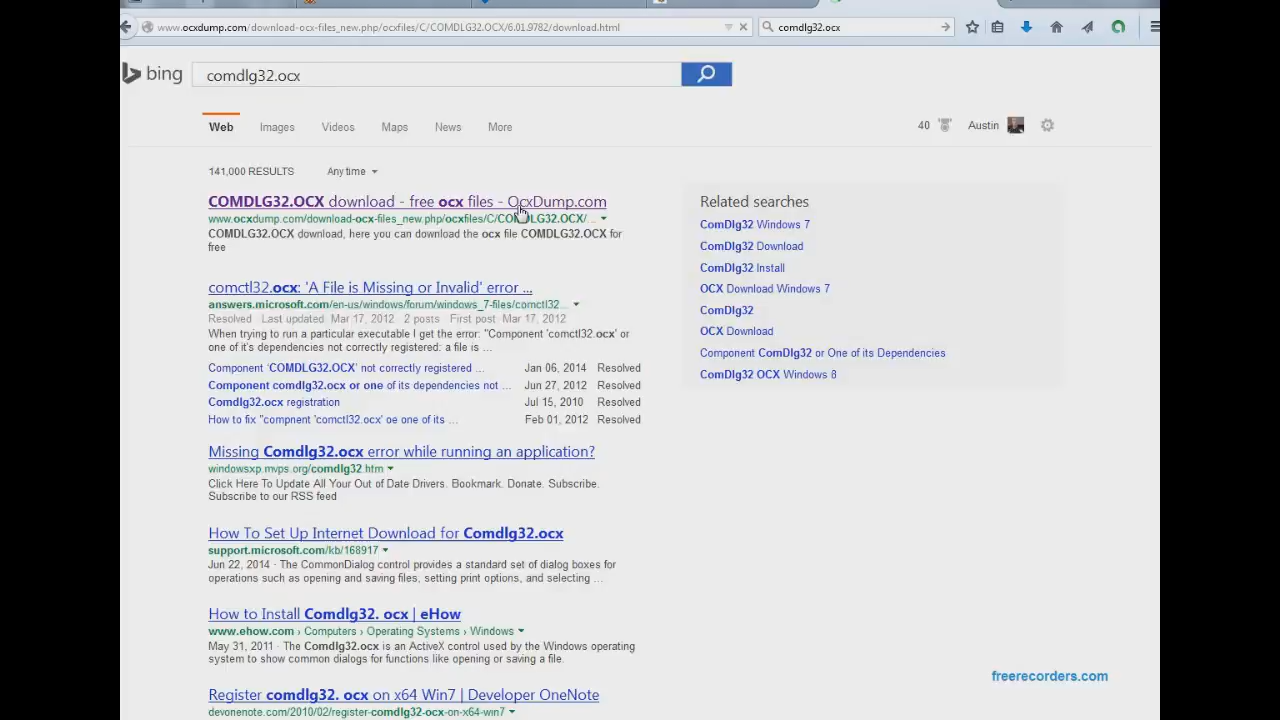 www.ocxdump.com/download-ocx-files_new.php/ocxfiles/C/COMDLG32.OCX/6.01.9782/download.html
comdlg32.ocx
bing
comdlg32.ocx
Web Images Videos Maps News More
40 Austin
141,000 RESULTS Any time
COMDLG32.OCX download - free ocx files - OcxDump.com
www.ocxdump.com/download-ocx-files_new.php/ocxfiles/C/COMDLG32.OCX/...
COMDLG32.OCX download, here you can download the ocx file COMDLG32.OCX for
free
comctl32.ocx: 'A File is Missing or Invalid' error ...
answers.microsoft.com/en-us/windows/forum/windows_7-files/comctl32...
Resolved Last updated Mar 17, 2012 2 posts First post Mar 17, 2012
When trying to run a particular executable I get the error: "Component 'comctl32.ocx' or
one of it's dependencies not correctly registered: a file is ...
Component 'COMDLG32.OCX' not correctly registered ... Jan 06, 2014 Resolved
Component comdlg32.ocx or one of its dependencies not ... Jun 27, 2012 Resolved
Comdlg32.ocx registration Jul 15, 2010 Resolved
How to fix "compnent 'comctl32.ocx' oe one of its ... Feb 01, 2012 Resolved
Missing Comdlg32.ocx error while running an application?
windowsxp.mvps.org/comdlg32.htm
Click Here To Update All Your Out of Date Drivers. Bookmark. Donate. Subscribe.
Subscribe to our RSS feed
How To Set Up Internet Download for Comdlg.ocx
support.microsoft.com/kb/168917
Jun 22, 2014 · The CommonDialog control provides a standard set of dialog boxes for
operations such as opening and saving files, setting print options, and selecting ...
How to Install Comdlg32. ocx | eHow
www.ehow.com › Computers › Operating Systems › Windows
May 31, 2011 · The Comdlg32.ocx is an ActiveX control used by the Windows operating
system to show common dialogs for functions like opening or saving a file.
Register comdlg32. ocx on x64 Win7 | Developer OneNote
devonenote.com/2010/02/register-comdlg32-ocx-on-x64-win7
Related searches
ComDlg32 Windows 7
ComDlg32 Download
ComDlg32 Install
OCX Download Windows 7
ComDlg32
OCX Download
Component ComDlg32 or One of its Dependencies
ComDlg32 OCX Windows 8
freerecorders.com